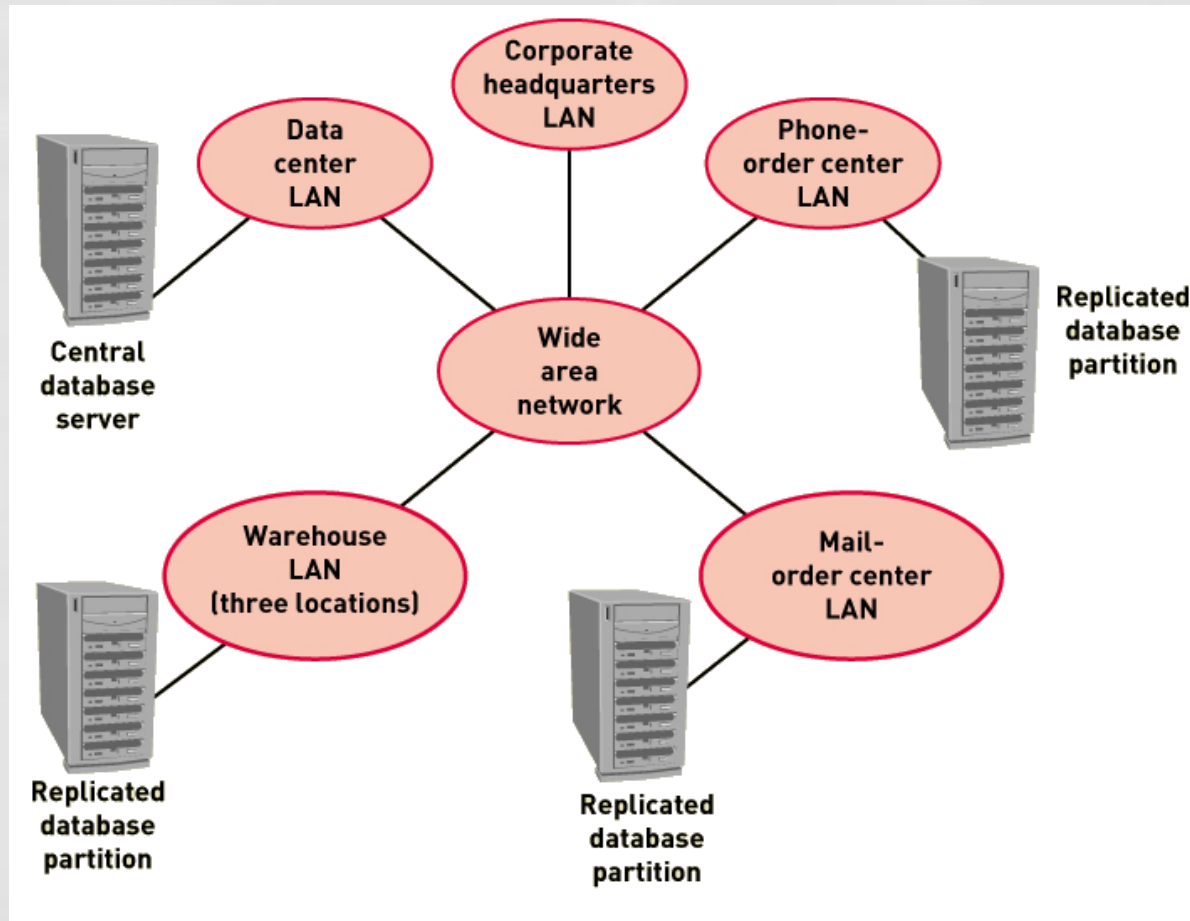 Corporate
headquarters
LAN
Data
center
LAN
Phone-
order center
LAN
Central
database
server
Wide
area
network
Replicated
database
partition
Warehouse
LAN
(three locations)
Mail-
order center
LAN
Replicated
database
partition
Replicated
database
partition